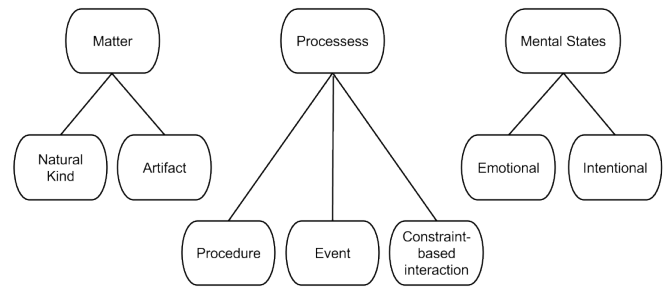 Matter
Processess
Mental States
Natural
Kind
Artifact
Emotional
Intentional
Procedure
Event
Constraint-
based
interaction